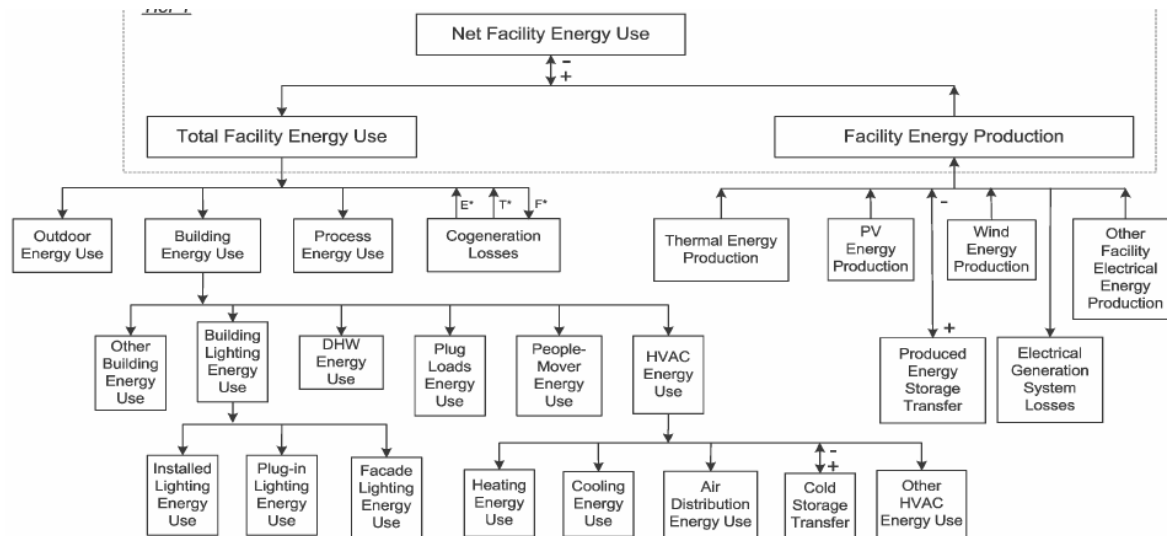 Net Facility Energy Use
-
+
Total Facility Energy Use
Facility Energy Production
E*
T*
F*
-
Outdoor
Energy Use
Building
Energy Use
Process
Energy Use
Cogeneration
Losses
Thermal Energy
Production
PV
Energy
Production
Wind
Energy
Production
Other
Facility
Electrical
Energy
Production
+
Other
Building
Energy
Use
Building
Lighting
Energy
Use
DHW
Energy
Use
Plug
Loads
Energy
Use
People-
Mover
Energy
Use
HVAC
Energy
Use
Produced
Energy
Storage
Transfer
Electrical
Generation
System
Losses
Installed
Lighting
Energy
Use
Plug-in
Lighting
Energy
Use
Facade
Lighting
Energy
Use
-
+
Heating
Energy
Use
Cooling
Energy
Use
Air
Distribution
Energy Use
Cold
Storage
Transfer
Other
HVAC
Energy Use